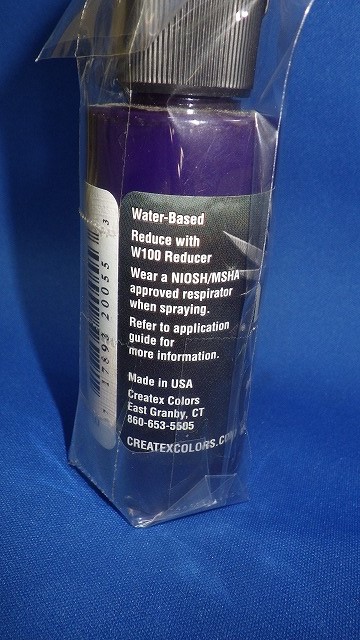 Water-Based
Reduce with
W100 Reducer
Wear a NIOSH/MSHA
approved respirator
when spraying.
Refer to application
guide for
more information.
Made in USA
Createx Colors
East Granby, CT
860-653-5505
CREATEXCOLORS.COM
17893 20055 3